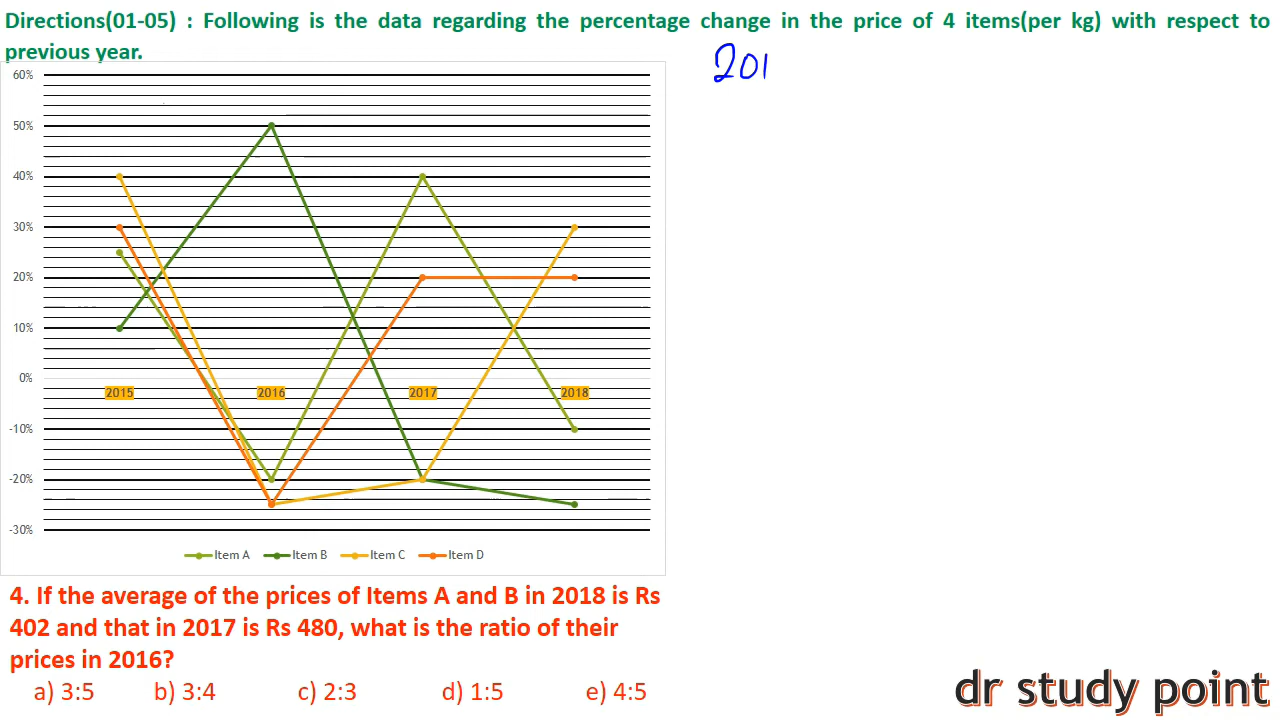 Directions(01-05) : Following is the data regarding the percentage change in the price of 4 items(per kg) with respect to
previous year.
201
60%
50%
40%
30%
20%
10%
0%
2015 2016 2017 2018
-10%
-20%
-30%
Item A Item B Item C Item D
4. If the average of the prices of Items A and B in 2018 is Rs
402 and that in 2017 is Rs 480, what is the ratio of their
prices in 2016?
a) 3:5 b) 3:4 c) 2:3 d) 1:5 e) 4:5
dr study point